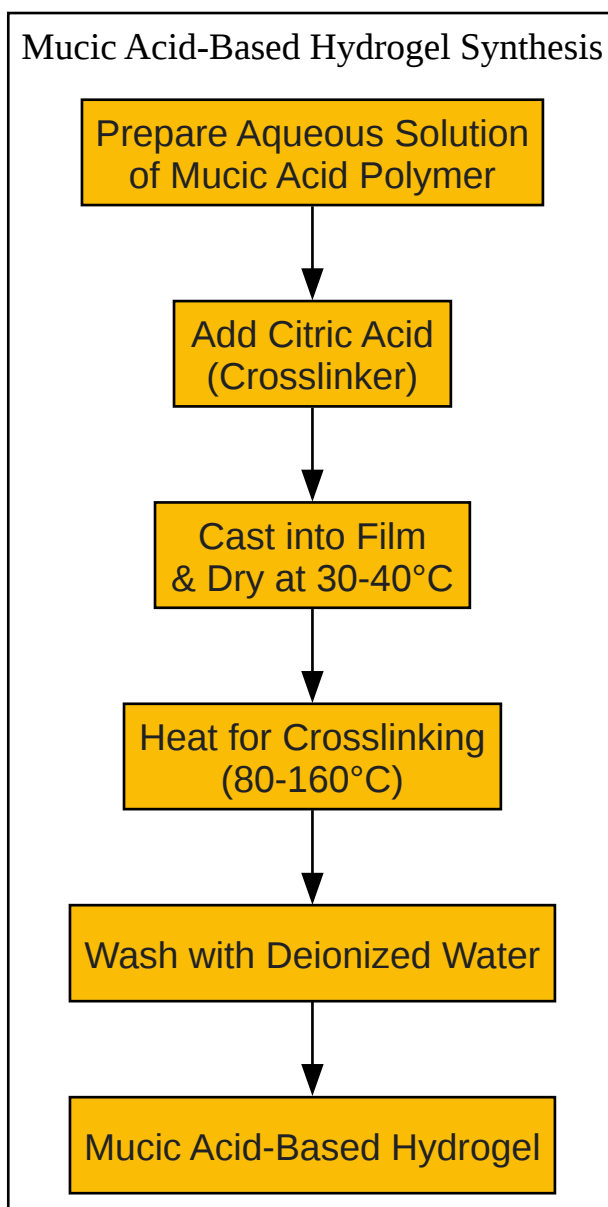 Mucic Acid-Based Hydrogel Synthesis
Prepare Aqueous Solution
of Mucic Acid Polymer
Add Citric Acid
(Crosslinker)
Cast into Film
& Dry at 30-40°C
Heat for Crosslinking
(80-160°C)
Wash with Deionized Water
Mucic Acid-Based Hydrogel